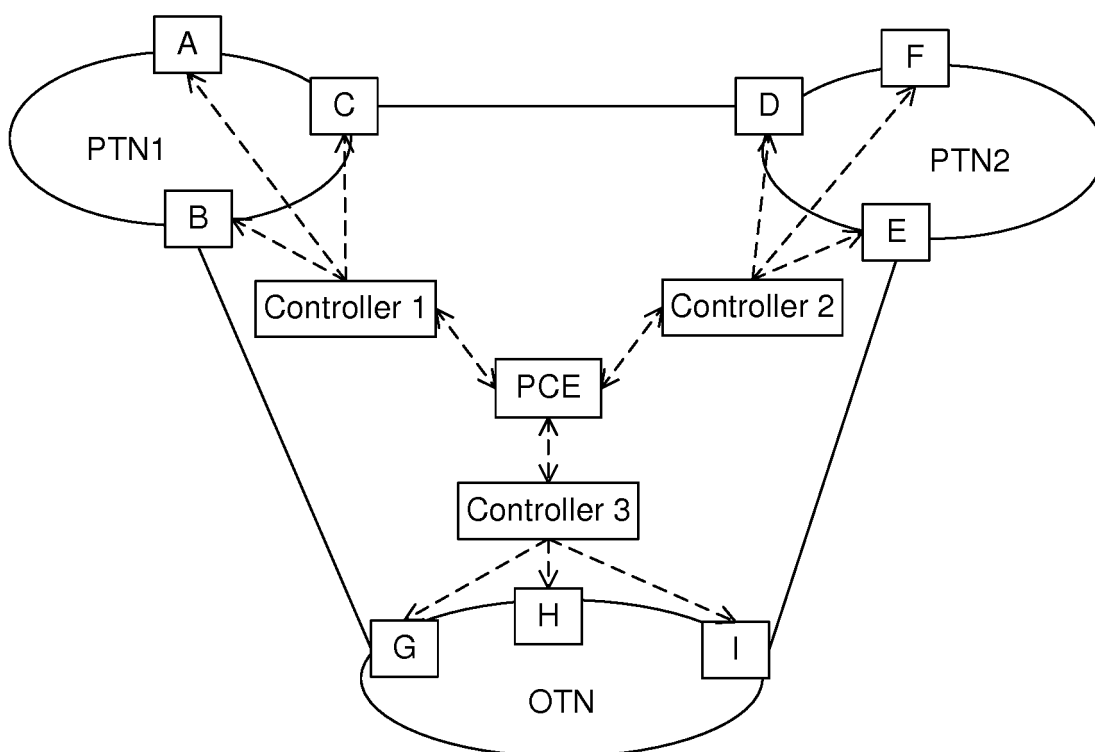 A
F
C
D
PTN1
PTN2
B
E
Controller 1
Controller 2
PCE
Controller 3
H
G
I
OTN